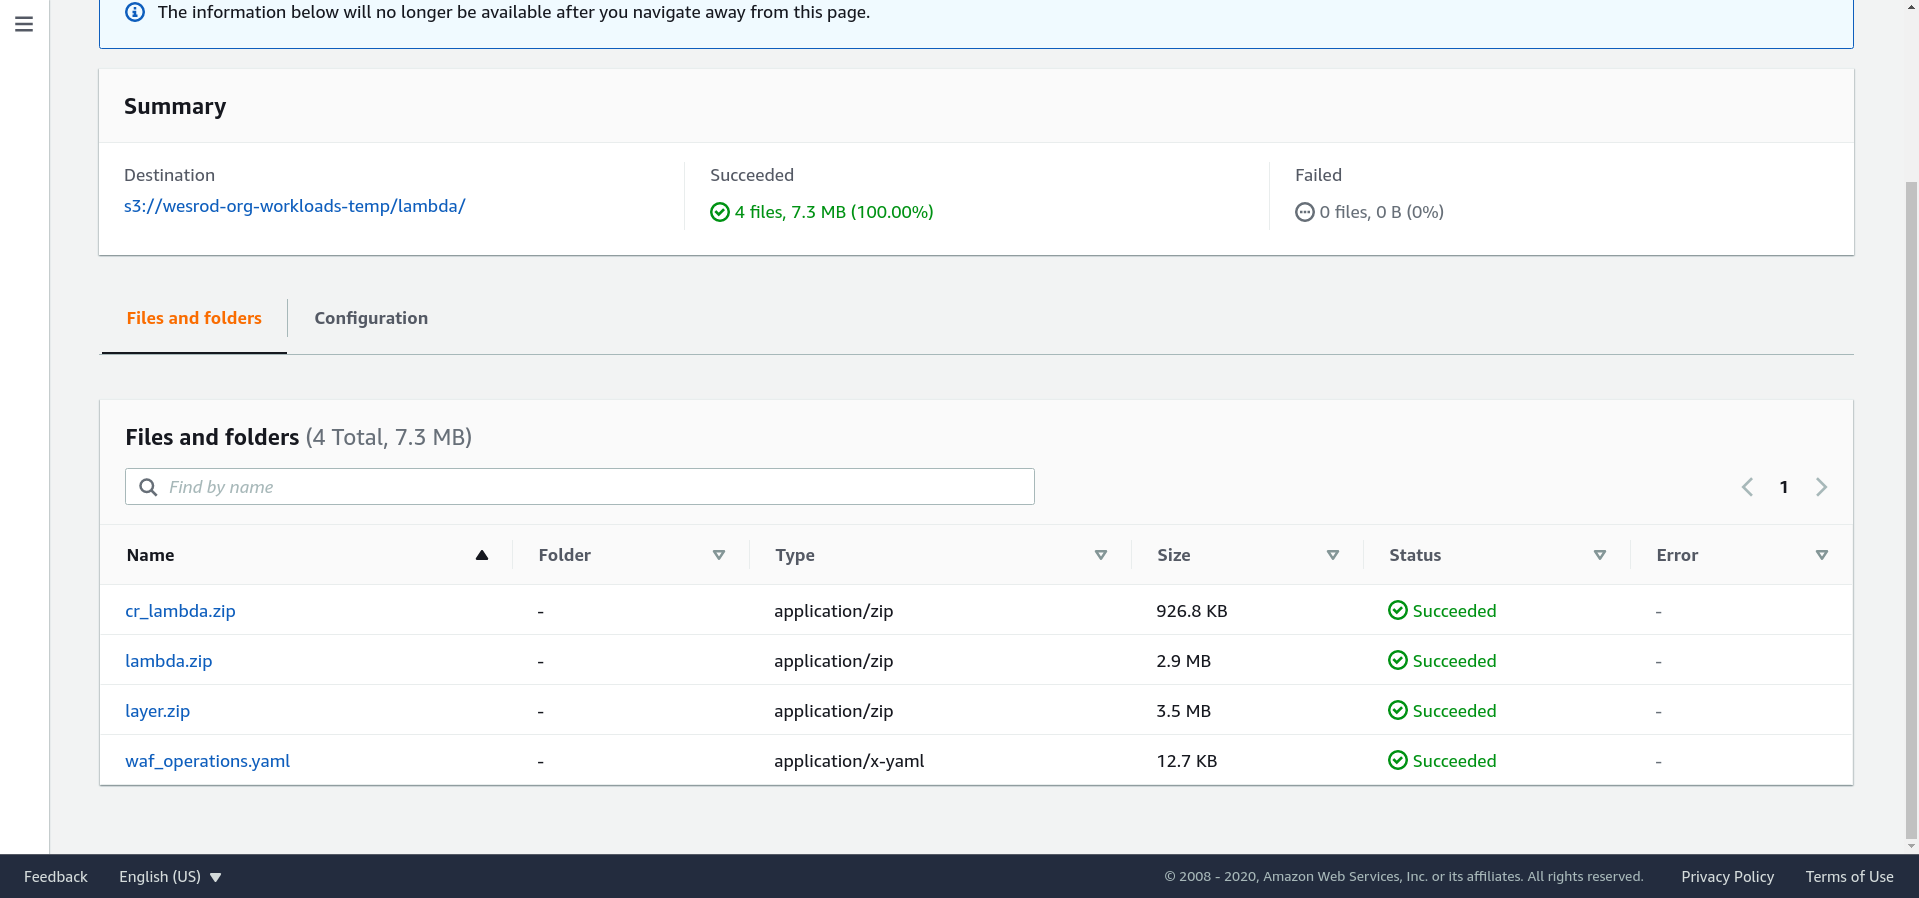 The information below will no longer be available after you navigate away from this page.
Summary
Destination
s3://wesrod-org-workloads-temp/lambda/
Succeeded
4 files, 7.3 MB (100.00%)
Failed
0 files, 0 B (0%)
Files and folders
Configuration
Files and folders (4 Total, 7.3 MB)
Find by name
1
Name Folder Type Size Status Error
cr_lambda.zip - application/zip 926.8 KB Succeeded -
lambda.zip - application/zip 2.9 MB Succeeded -
layer.zip - application/zip 3.5 MB Succeeded -
waf_operations.yaml - application/x-yaml 12.7 KB Succeeded -
Feedback English (US) © 2008 - 2020, Amazon Web Services, Inc. or its affiliates. All rights reserved. Privacy Policy Terms of Use